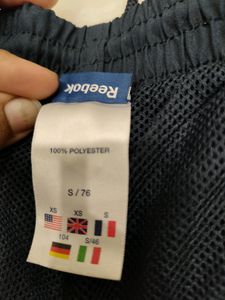 Reebok
100% POLYESTER
S / 76
XS XS S
104 S/46